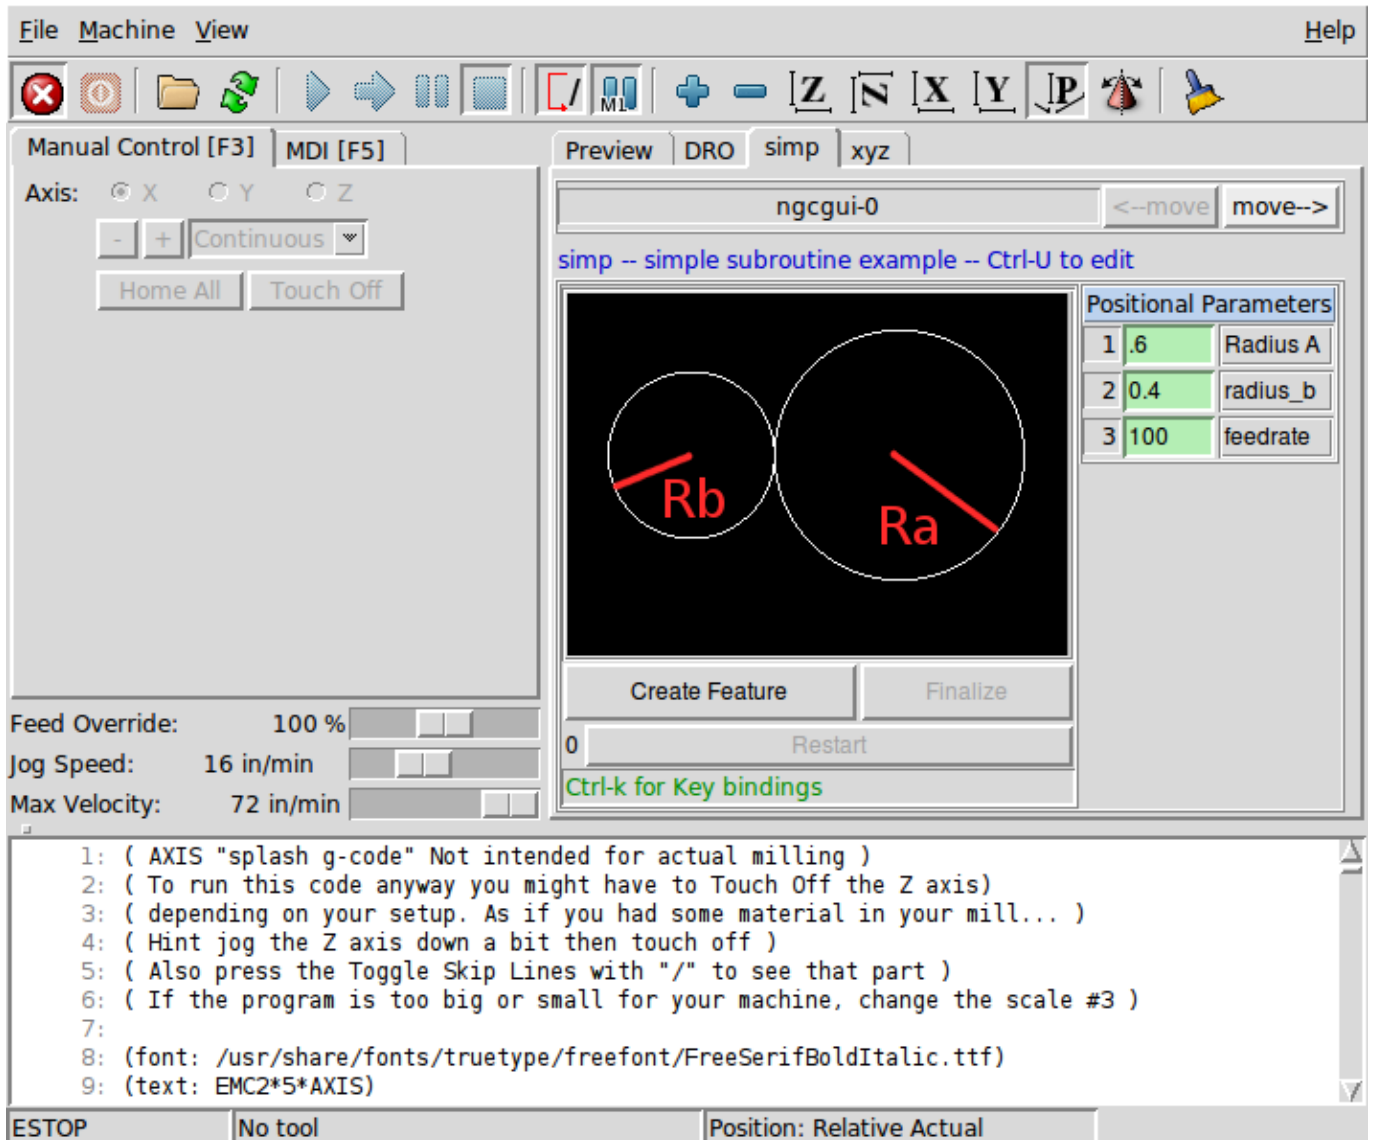 File Machine View Help
M1 Z N X Y P
Manual Control [F3] MDI [F5] Preview DRO simp xyz
Axis: X Y Z
- + Continuous
Home All Touch Off
ngcgui-0 <--move move-->
simp -- simple subroutine example -- Ctrl-U to edit
Positional Parameters
1 .6 Radius A
2 0.4 radius_b
3 100 feedrate
Rb Ra
Create Feature Finalize
0 Restart
Ctrl-k for Key bindings
Feed Override: 100 %
Jog Speed: 16 in/min
Max Velocity: 72 in/min
1: ( AXIS "splash g-code" Not intended for actual milling )
2: ( To run this code anyway you might have to Touch Off the Z axis)
3: ( depending on your setup. As if you had some material in your mill... )
4: ( Hint jog the Z axis down a bit then touch off )
5: ( Also press the Toggle Skip Lines with "/" to see that part )
6: ( If the program is too big or small for your machine, change the scale #3 )
7:
8: (font: /usr/share/fonts/truetype/freefont/FreeSerifBoldItalic.ttf)
9: (text: EMC2*5*AXIS)
ESTOP No tool Position: Relative Actual